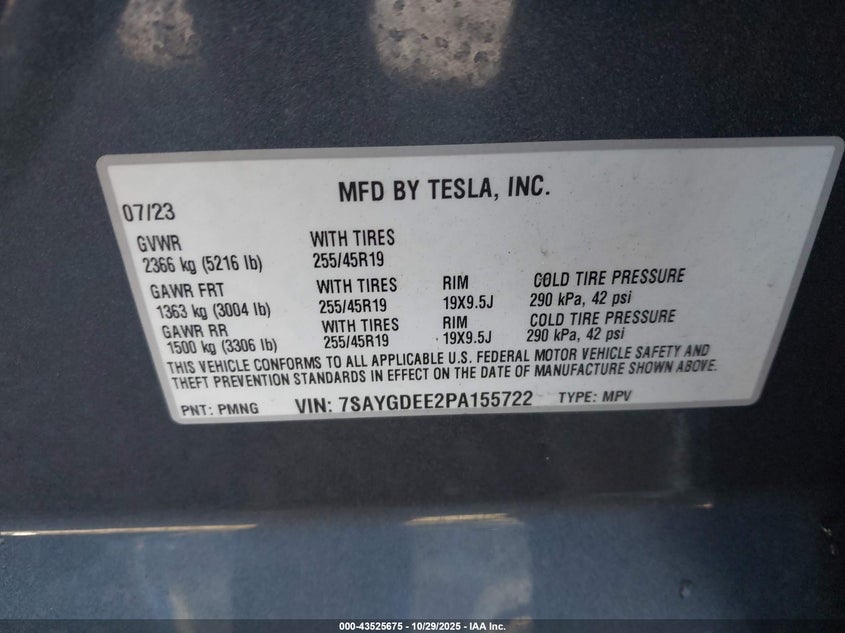 MFD BY TESLA, INC.
07/23
GVWR WITH TIRES
2366 kg (5216 lb) 255/45R19
GAWR FRT WITH TIRES RIM COLD TIRE PRESSURE
1363 kg (3004 lb) 255/45R19 19X9.5J 290 kPa, 42 psi
GAWR RR WITH TIRES RIM COLD TIRE PRESSURE
1500 kg (3306 lb) 255/45R19 19X9.5J 290 kPa, 42 psi
THIS VEHICLE CONFORMS TO ALL APPLICABLE U.S. FEDERAL MOTOR VEHICLE SAFETY AND
THEFT PREVENTION STANDARDS IN EFFECT ON THE DATE OF MANUFACTURE SHOWN ABOVE.
PNT: PMNG VIN: 7SAYGDEE2PA155722 TYPE: MPV
000-43525675 - 10/29/2025 - IAA Inc.